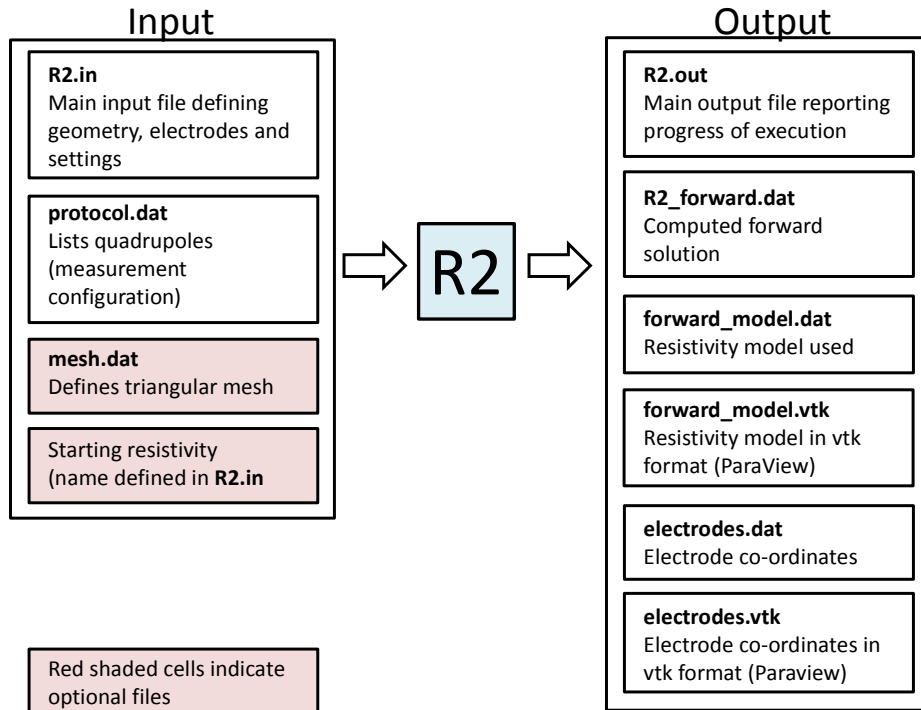 Input
R2.in
Main input file defining
geometry, electrodes and
settings
protocol.dat
Lists quadrupoles
(measurement
configuration)
mesh.dat
Defines triangular mesh
Starting resistivity
(name defined in R2.in
Red shaded cells indicate
optional files
R2
Output
R2.out
Main output file reporting
progress of execution
R2_forward.dat
Computed forward
solution
forward_model.dat
Resistivity model used
forward_model.vtk
Resistivity model in vtk
format (ParaView)
electrodes.dat
Electrode co-ordinates
electrodes.vtk
Electrode co-ordinates in
vtk format (Paraview)